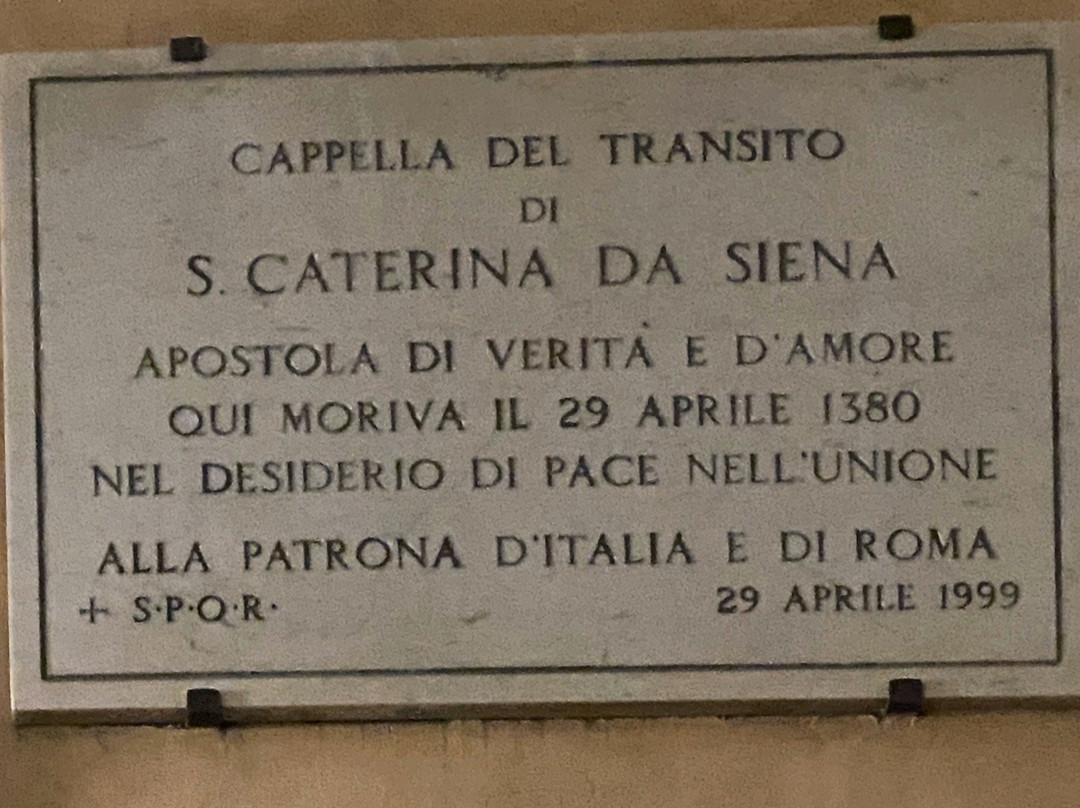 CAPPELLA DEL TRANSITO
DI
S. CATERINA DA SIENA
APOSTOLA DI VERITÀ E D'AMORE
QUI MORIVA IL 29 APRILE 1380
NEL DESIDERIO DI PACE NELL'UNIONE
ALLA PATRONA D'ITALIA E DI ROMA
+ S·P·Q·R· 29 APRILE 1999